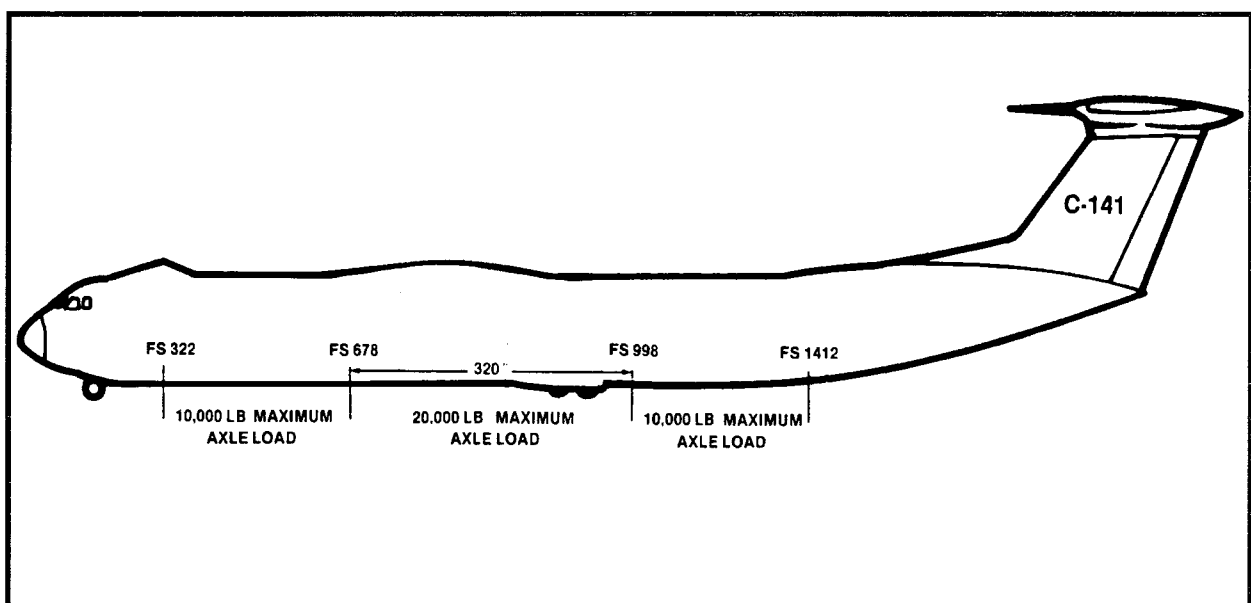 C-141
FS 322
FS 678
FS 998
FS 1412
320"
10,000 LB MAXIMUM
AXLE LOAD
20,000 LB MAXIMUM
AXLE LOAD
10,000 LB MAXIMUM
AXLE LOAD